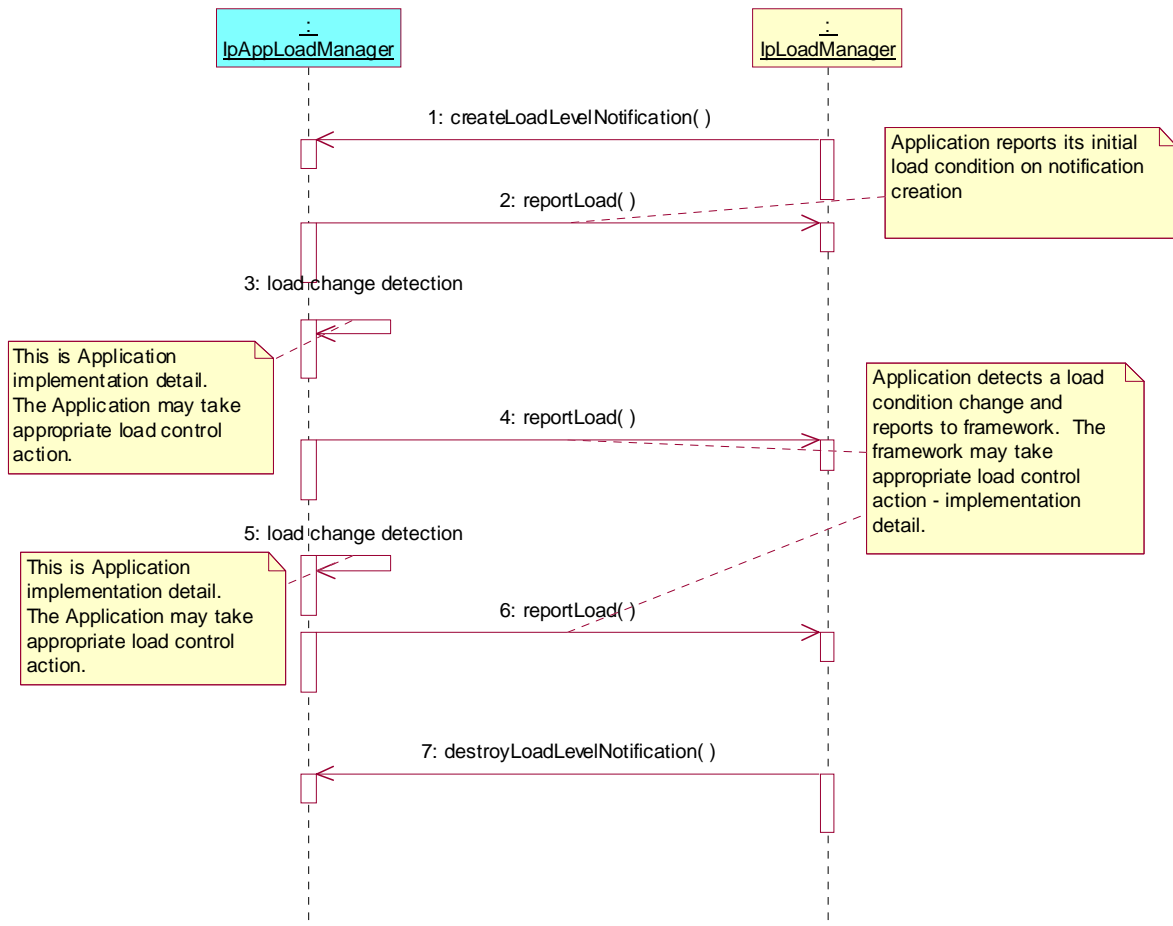 :
IpAppLoadManager
:
IpLoadManager
1: createLoadLevelNotification( )
Application reports its initial
load condition on notification
creation
2: reportLoad( )
3: load change detection
This is Application
implementation detail.
The Application may take
appropriate load control
action.
Application detects a load
condition change and
reports to framework.  The
framework may take
appropriate load control
action - implementation
detail.
4: reportLoad( )
5: load change detection
This is Application
implementation detail.
The Application may take
appropriate load control
action.
6: reportLoad( )
7: destroyLoadLevelNotification( )